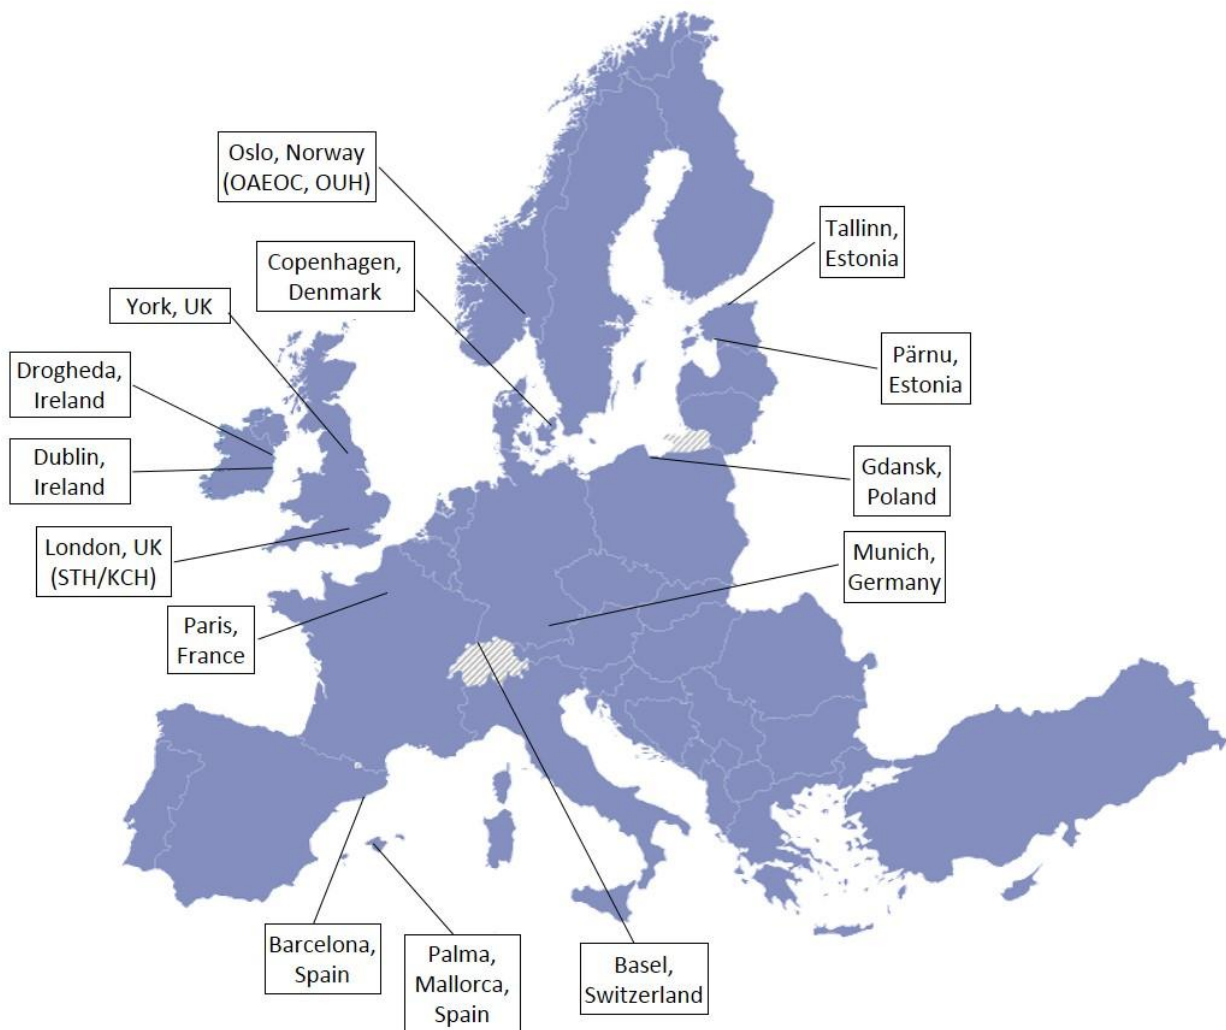 Oslo, Norway
(OAEOC, OUH)
Tallinn,
Estonia
Copenhagen,
Denmark
York, UK
Pärnu,
Estonia
Drogheda,
Ireland
Dublin,
Ireland
Gdansk,
Poland
London, UK
(STH/KCH)
Munich,
Germany
Paris,
France
Barcelona,
Spain
Palma,
Mallorca,
Spain
Basel,
Switzerland